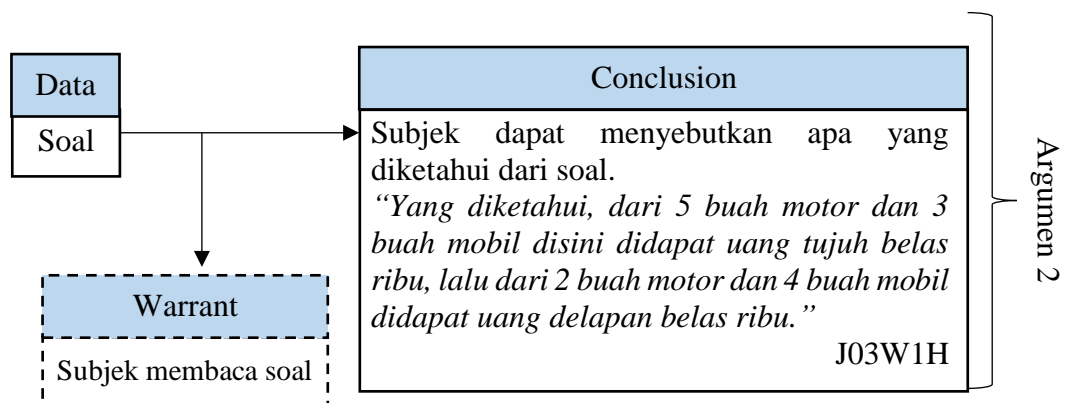 Data
Soal
Conclusion
Subjek dapat menyebutkan apa yang
diketahui dari soal.
“Yang diketahui, dari 5 buah motor dan 3
buah mobil disini didapat uang tujuh belas
ribu, lalu dari 2 buah motor dan 4 buah mobil
didapat uang delapan belas ribu.”
J03W1H
Warrant
Subjek membaca soal
Argumen 2